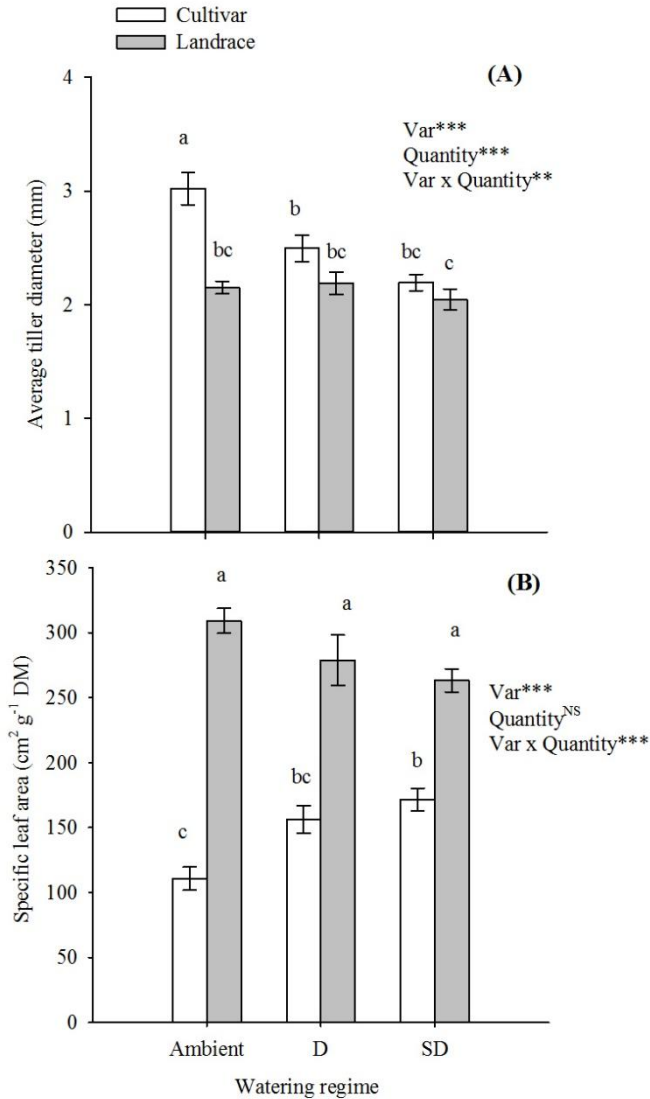 Cultivar
Landrace
(A)
Var***
Quantity***
Var x Quantity**
Average tiller diameter (mm)
4
3
2
1
0
a
bc
b
bc
bc
c
(B)
Var***
Quantity^NS
Var x Quantity***
Specific leaf area (cm² g⁻¹ DM)
350
300
250
200
150
100
50
0
c
a
bc
a
b
a
Ambient D SD
Watering regime